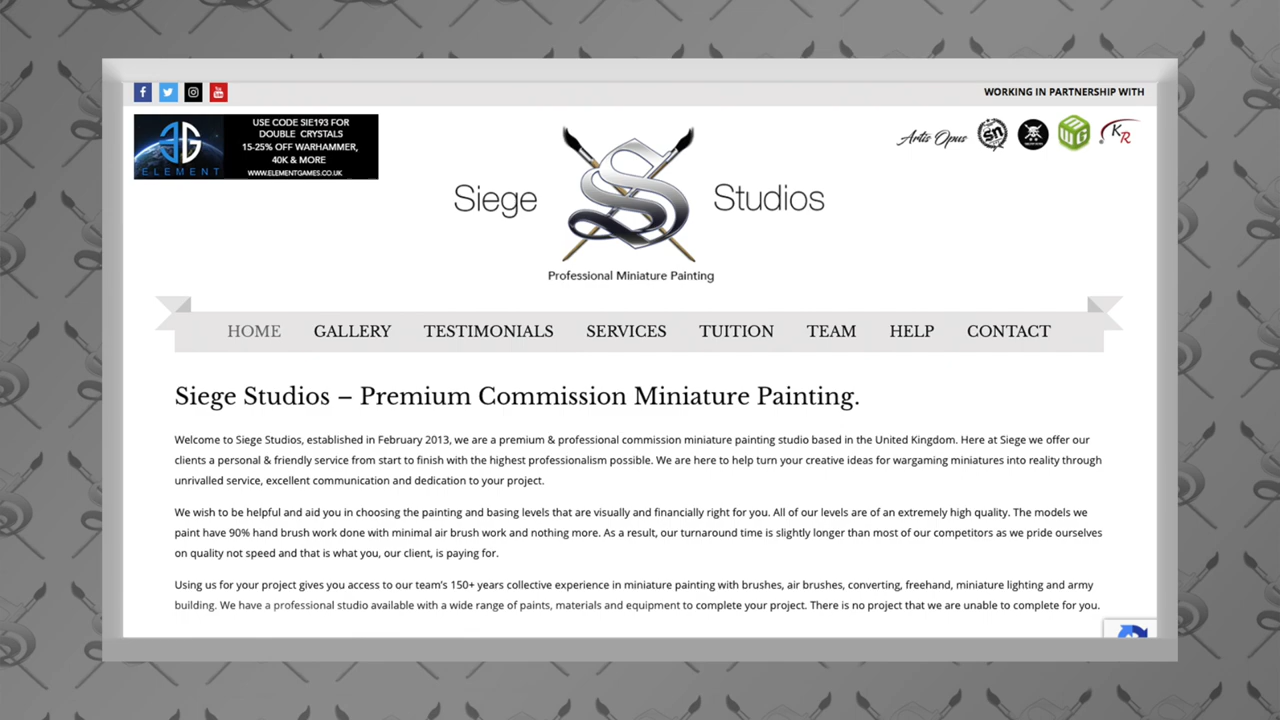 WORKING IN PARTNERSHIP WITH
USE CODE SIE193 FOR
DOUBLE CRYSTALS
15-25% OFF WARHAMMER,
40K & MORE
WWW.ELEMENTGAMES.CO.UK
ELEMENT
Artis Opus
KR
Siege
S
Studios
Professional Miniature Painting
HOME GALLERY TESTIMONIALS SERVICES TUITION TEAM HELP CONTACT
Siege Studios – Premium Commission Miniature Painting.
Welcome to Siege Studios, established in February 2013, we are a premium & professional commission miniature painting studio based in the United Kingdom. Here at Siege we offer our
clients a personal & friendly service from start to finish with the highest professionalism possible. We are here to help turn your creative ideas for wargaming miniatures into reality through
unrivalled service, excellent communication and dedication to your project.
We wish to be helpful and aid you in choosing the painting and basing levels that are visually and financially right for you. All of our levels are of an extremely high quality. The models we
paint have 90% hand brush work done with minimal air brush work and nothing more. As a result, our turnaround time is slightly longer than most of our competitors as we pride ourselves
on quality not speed and that is what you, our client, is paying for.
Using us for your project gives you access to our team's 150+ years collective experience in miniature painting with brushes, air brushes, converting, freehand, miniature lighting and army
building. We have a professional studio available with a wide range of paints, materials and equipment to complete your project. There is no project that we are unable to complete for you.